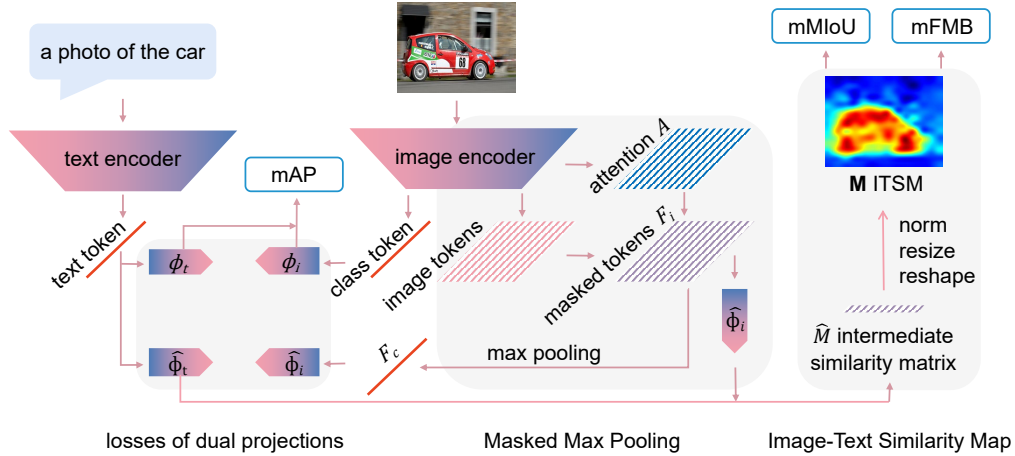 mMIoU
mFMB
a photo of the car
68
text encoder
image encoder
attention A
mAP
M ITSM
text token
ϕt
ϕi
class token
image tokens
masked tokens Fi
norm
resize
reshape
ϕ̂i
M̂ intermediate
similarity matrix
ϕ̂t
ϕ̂i
Fc
max pooling
losses of dual projections
Masked Max Pooling
Image-Text Similarity Map